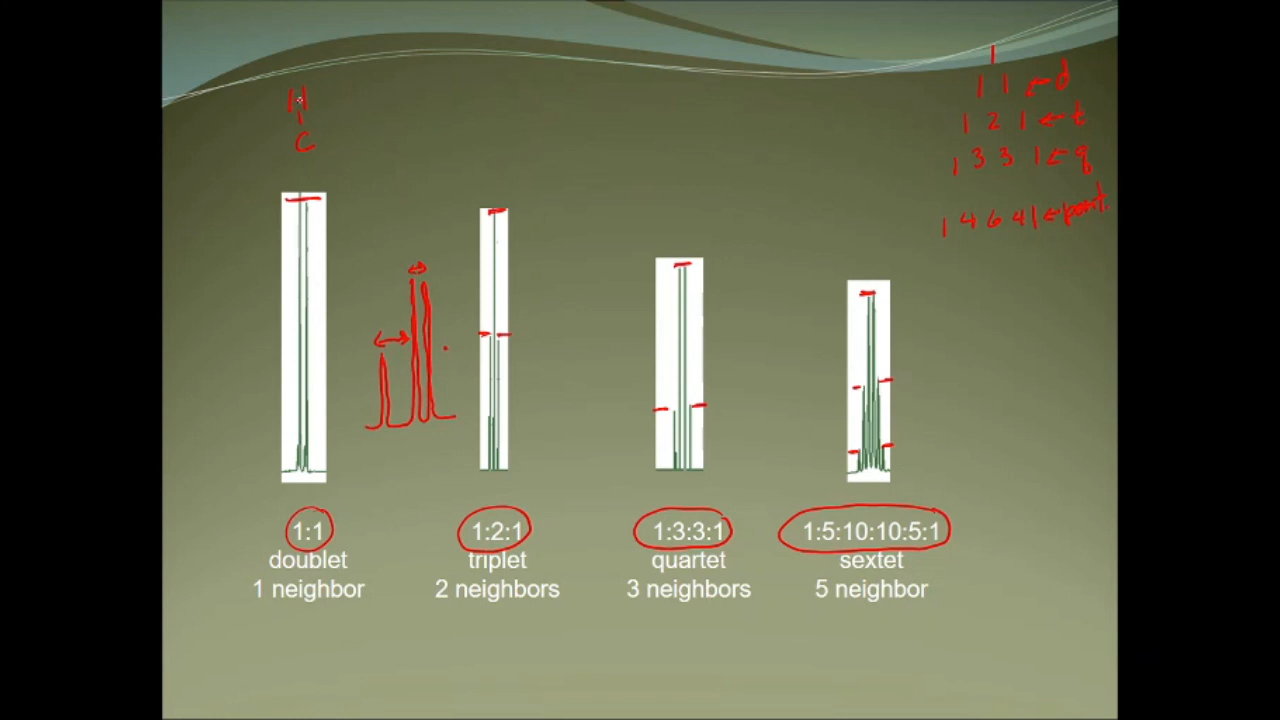 1
1 1 ← d
1 2 1 ← t
1 3 3 1 ← q
1 4 6 4 1 ← pent.
H
C
1:1
doublet
1 neighbor
1:2:1
triplet
2 neighbors
1:3:3:1
quartet
3 neighbors
1:5:10:10:5:1
sextet
5 neighbor